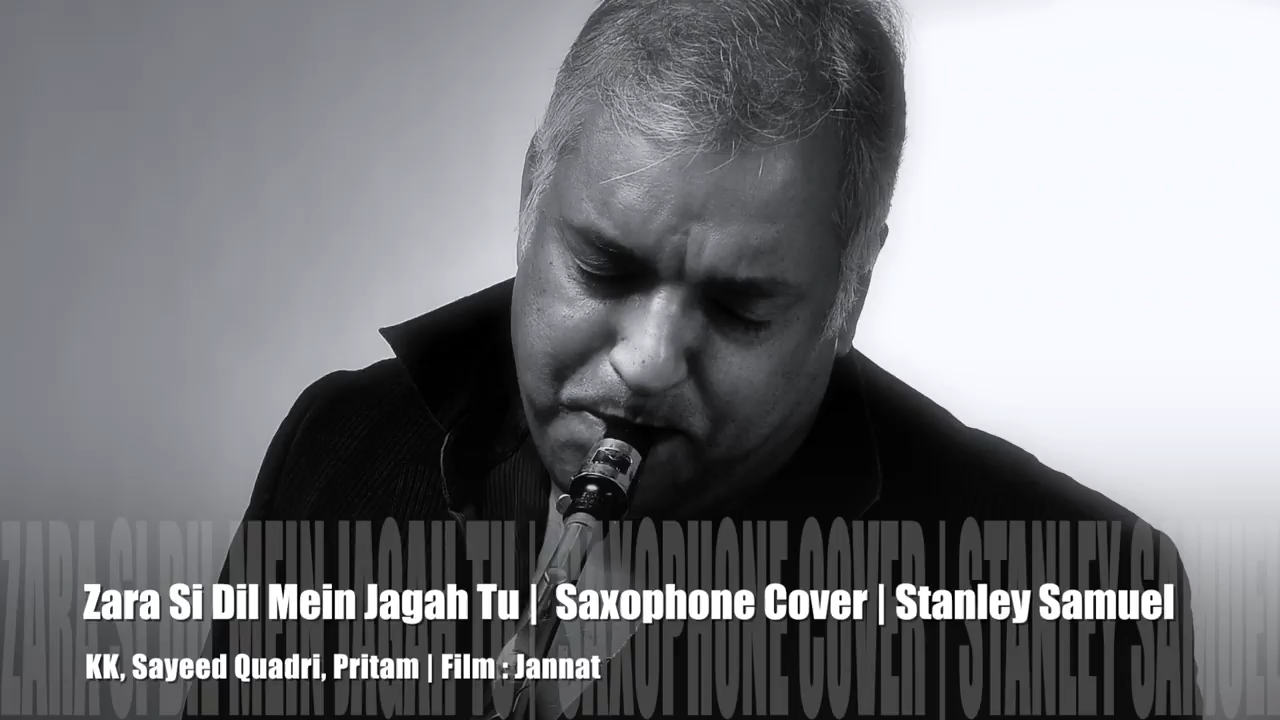 ZARA SI DIL MEIN JAGAH TU | SAXOPHONE COVER | STANLEY SAMUEL
Zara Si Dil Mein Jagah Tu | Saxophone Cover | Stanley Samuel
KK, Sayeed Quadri, Pritam | Film : Jannat